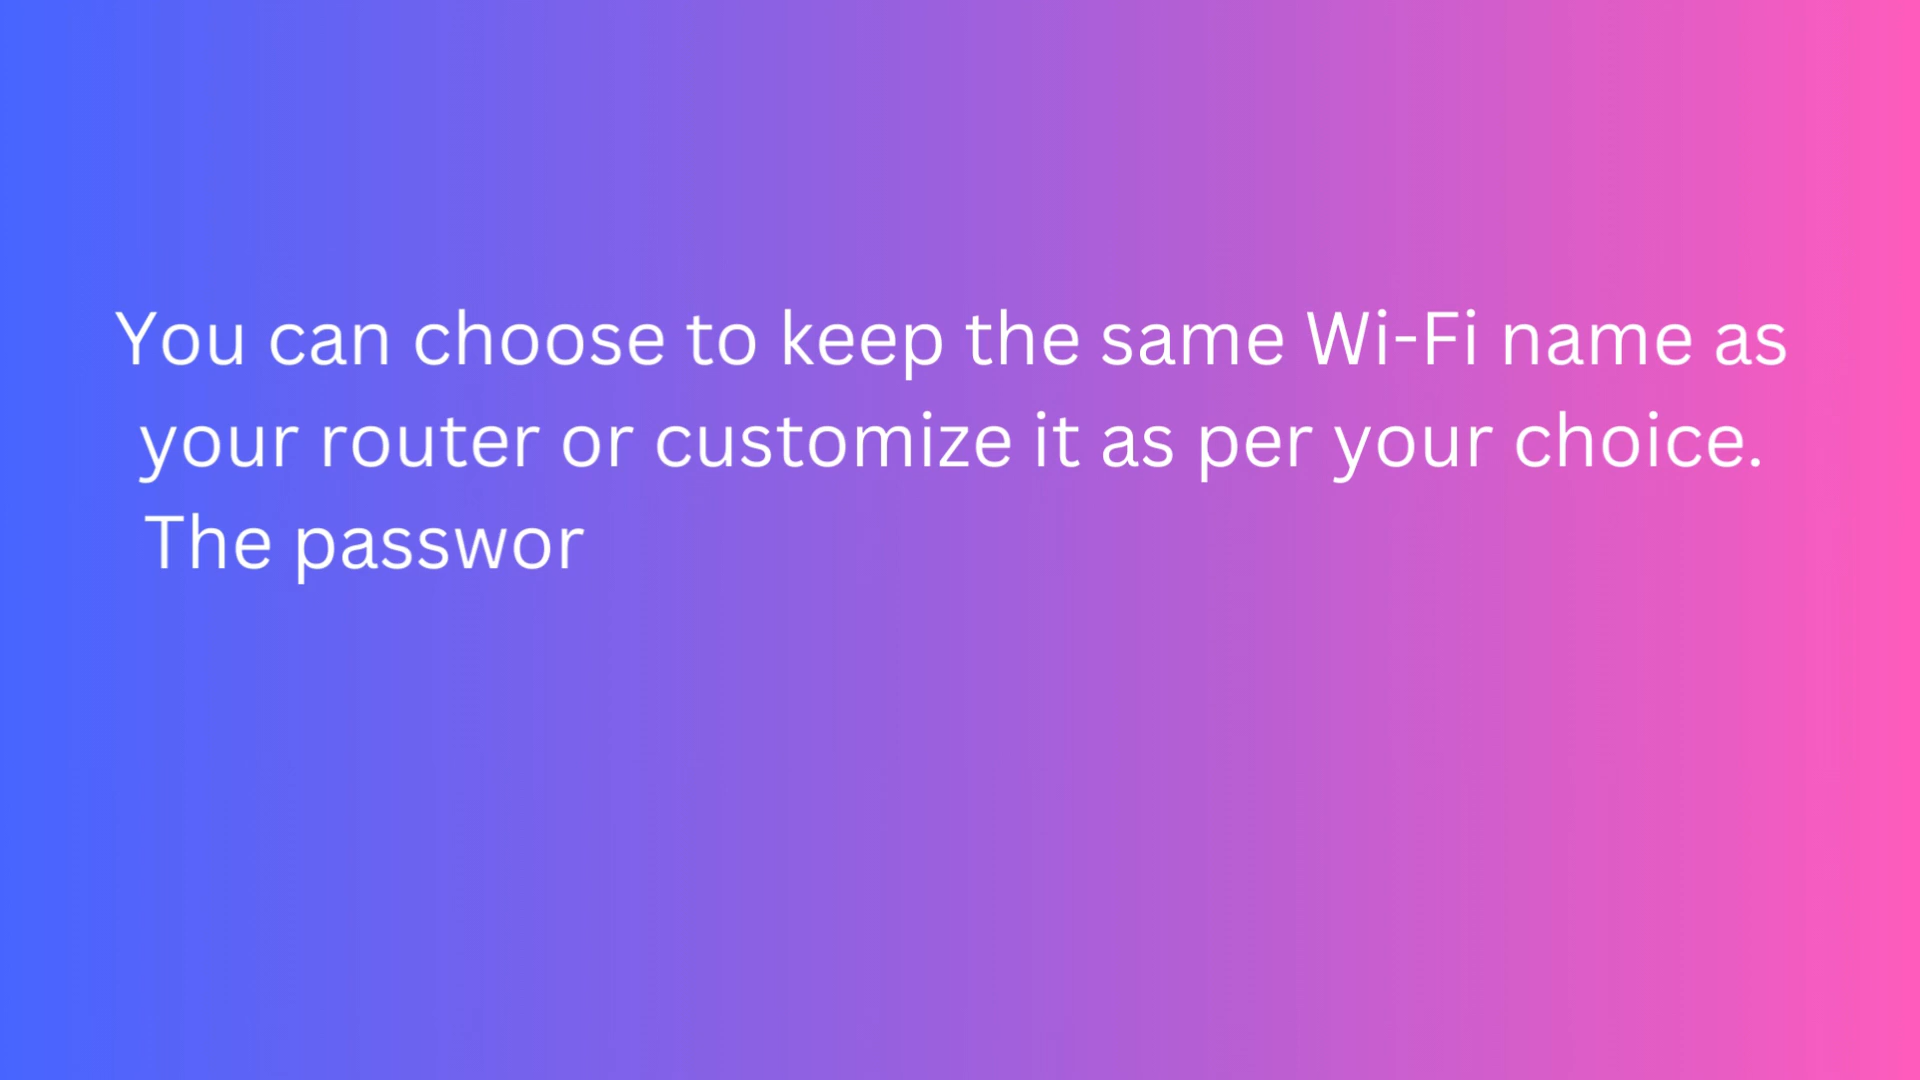 You can choose to keep the same Wi-Fi name as
your router or customize it as per your choice.
The passwor